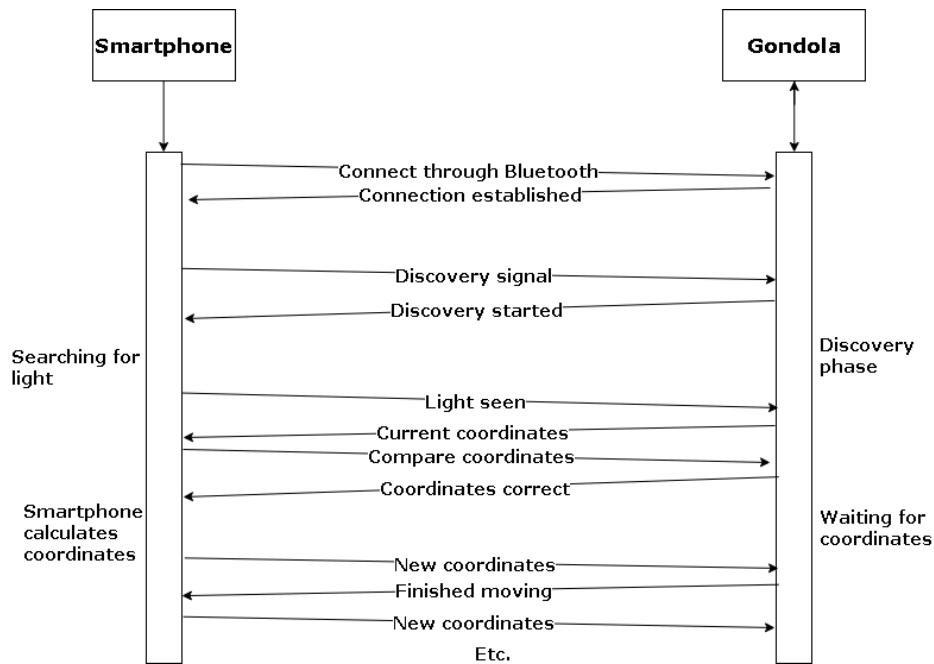 Smartphone
Gondola
Connect through Bluetooth
Connection established
Discovery signal
Discovery started
Searching for
light
Discovery
phase
Light seen
Current coordinates
Compare coordinates
Coordinates correct
Smartphone
calculates
coordinates
Waiting for
coordinates
New coordinates
Finished moving
New coordinates
Etc.